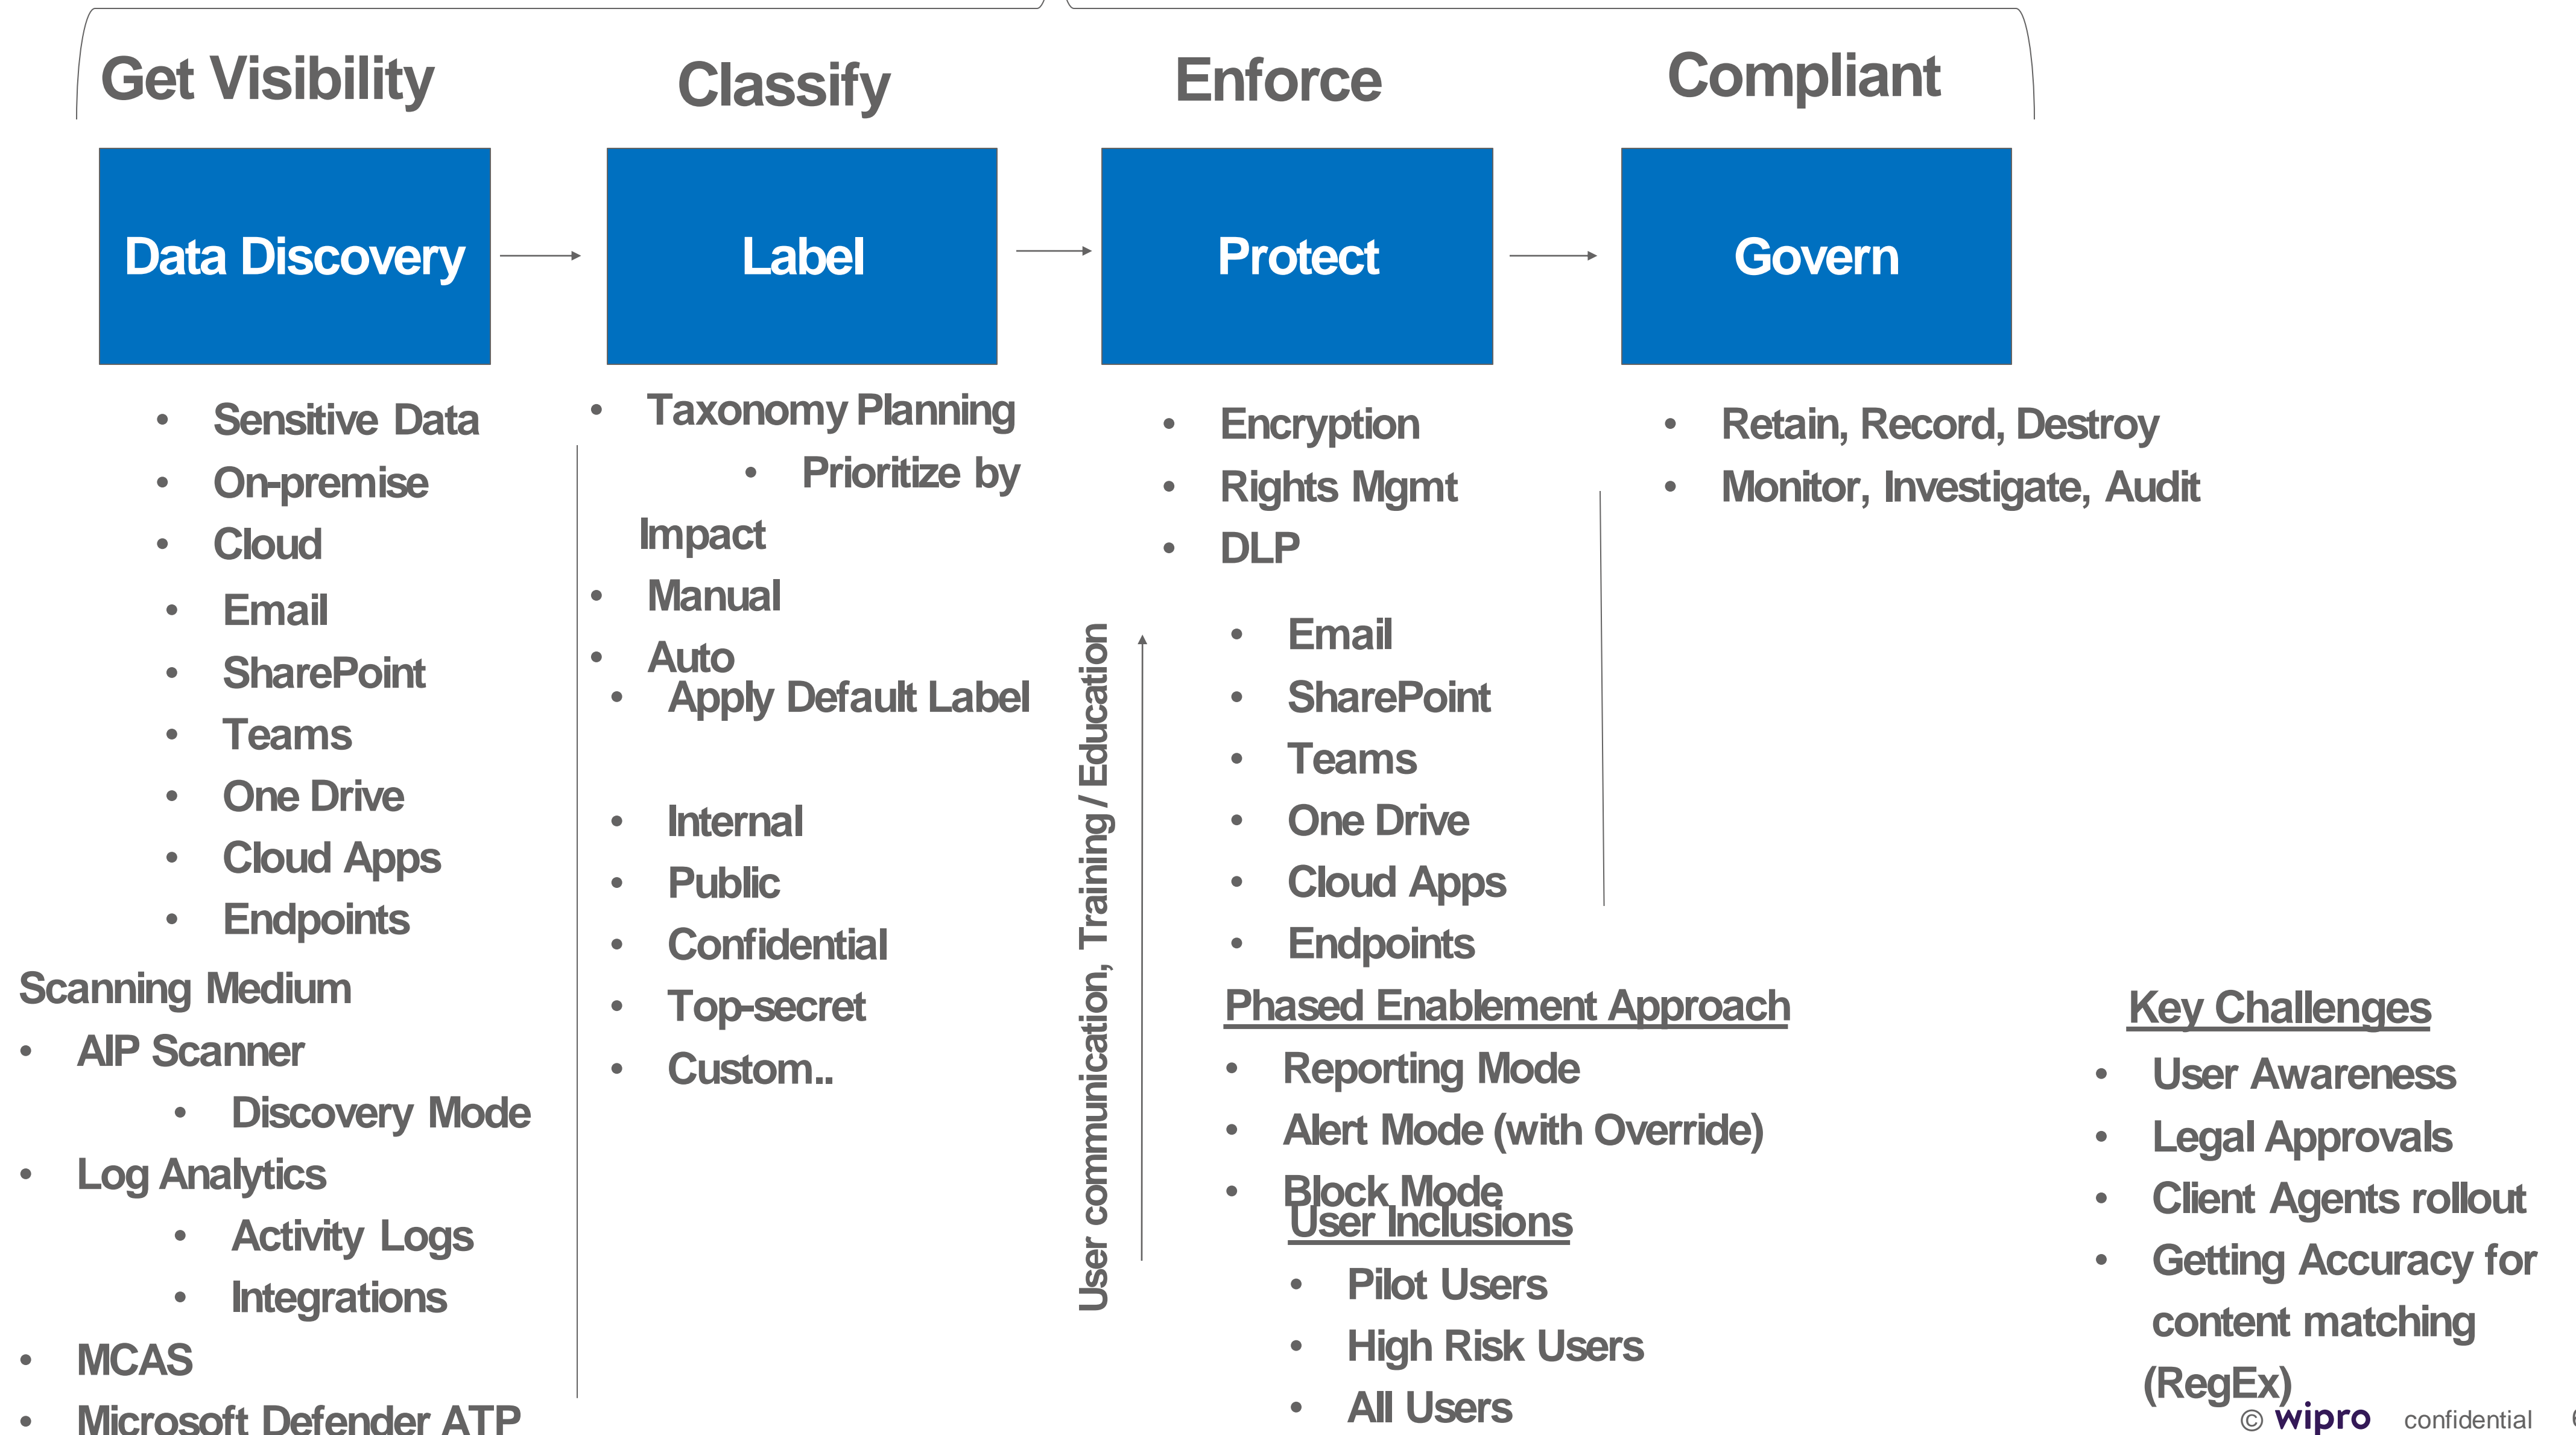 Get Visibility
Classify
Enforce
Compliant
Data Discovery
Label
Protect
Govern
• Sensitive Data
• On-premise
• Cloud
• Email
• SharePoint
• Teams
• One Drive
• Cloud Apps
• Endpoints
Scanning Medium
• AIP Scanner
• Discovery Mode
• Log Analytics
• Activity Logs
• Integrations
• MCAS
• Microsoft Defender ATP
• Taxonomy Planning
• Prioritize by
Impact
• Manual
• Auto
• Apply Default Label
• Internal
• Public
• Confidential
• Top-secret
• Custom..
User communication, Training / Education
• Encryption
• Rights Mgmt
• DLP
• Email
• SharePoint
• Teams
• One Drive
• Cloud Apps
• Endpoints
Phased Enablement Approach
• Reporting Mode
• Alert Mode (with Override)
• Block Mode
User Inclusions
• Pilot Users
• High Risk Users
• All Users
• Retain, Record, Destroy
• Monitor, Investigate, Audit
Key Challenges
• User Awareness
• Legal Approvals
• Client Agents rollout
• Getting Accuracy for
content matching
(RegEx)
© wipro confidential